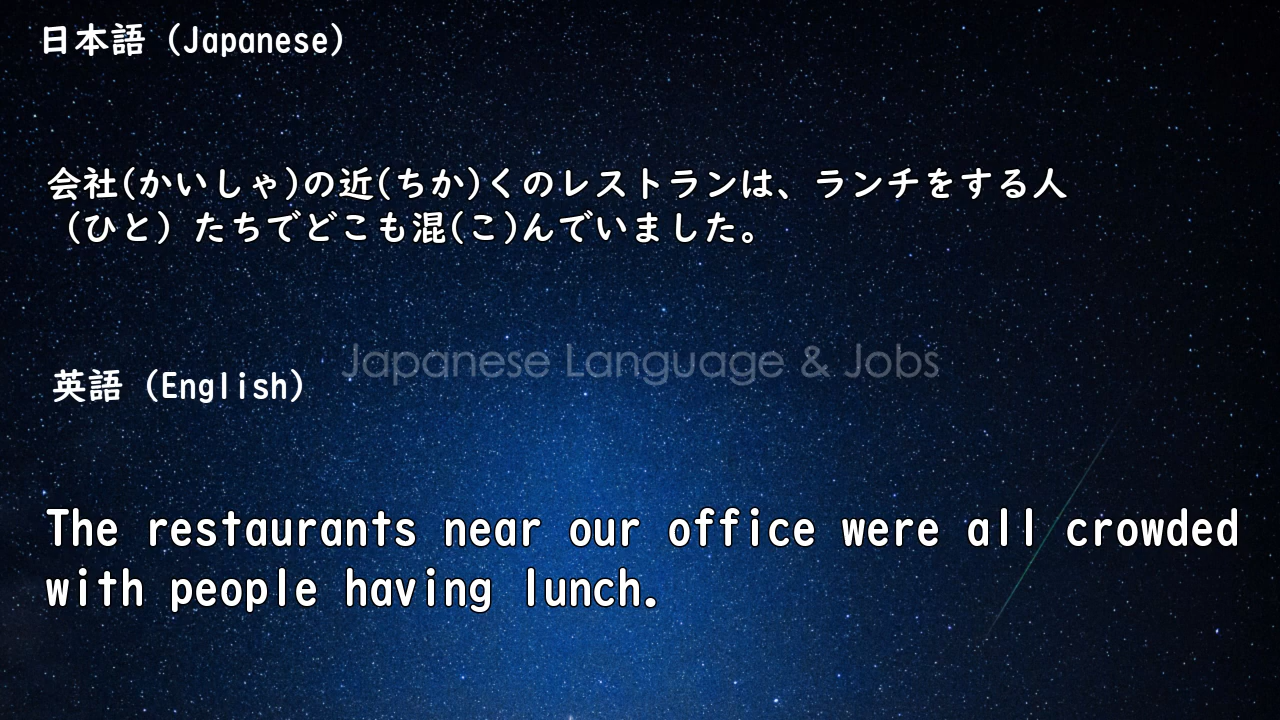 日本語（Japanese）
会社(かいしゃ)の近(ちか)くのレストランは、ランチをする人
（ひと）たちでどこも混(こ)んでいました。
Japanese Language & Jobs
英語（English）
The restaurants near our office were all crowded
with people having lunch.